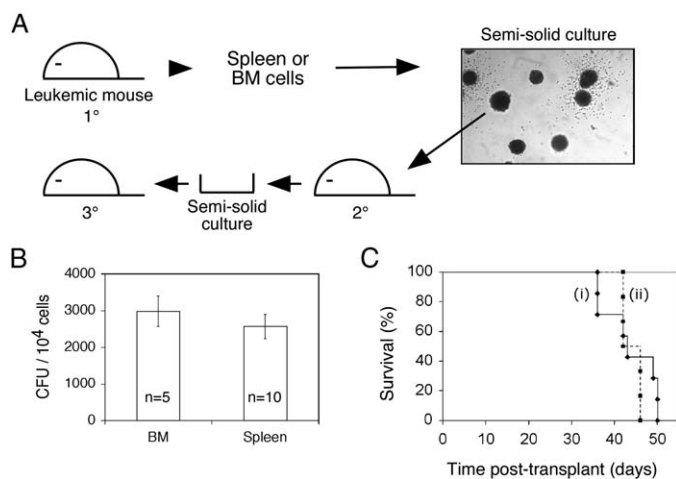 A
Leukemic mouse
1°
Spleen or
BM cells
Semi-solid culture
3°
Semi-solid
culture
2°
B
CFU / 10⁴ cells
4000
3000
2000
1000
0
n=5
n=10
BM
Spleen
C
Survival (%)
100
80
60
40
20
0
(i)
(ii)
0
10
20
30
40
50
Time post-transplant (days)